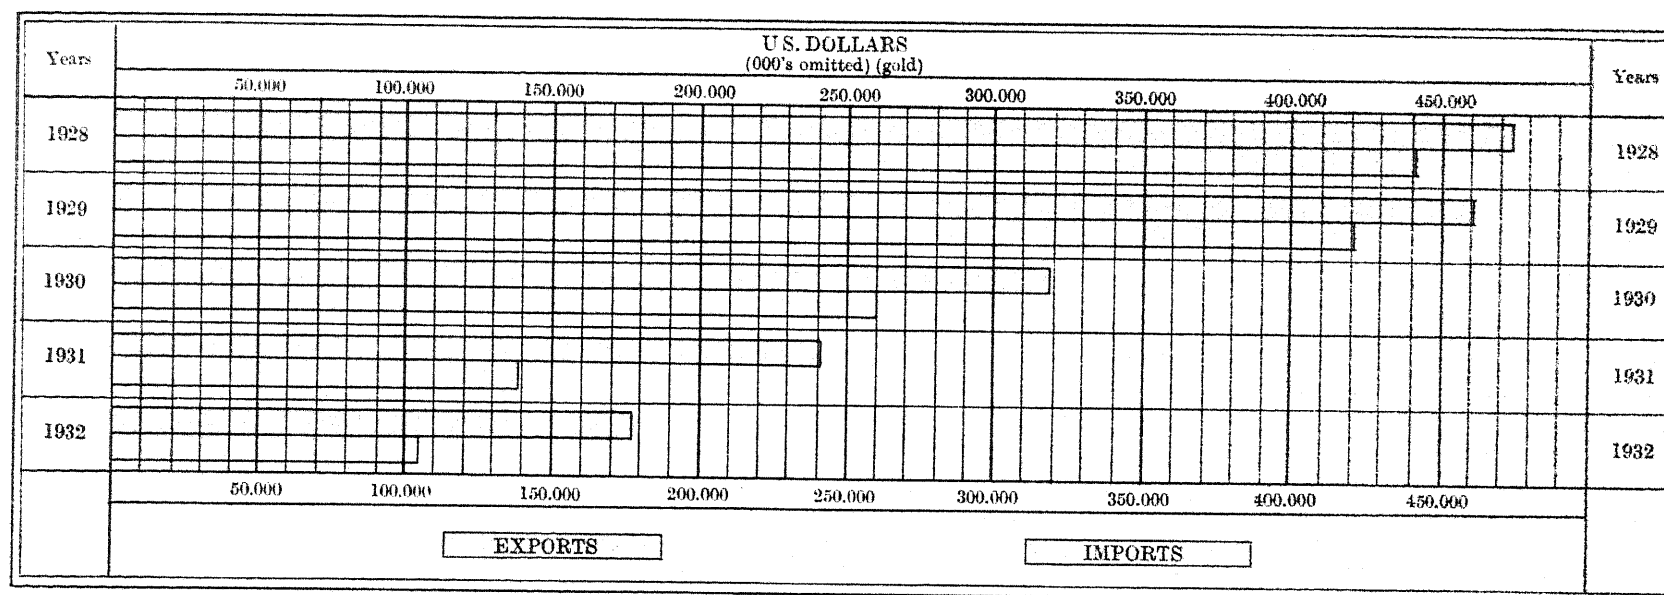 U S. DOLLARS
Years (000's omitted) (gold) Years
50.000 100.000 150.000 200.000 250.000 300.000 350.000 400.000 450.000
1928 1928
1929 1929
1930 1930
1931 1931
1932 1932
50.000 100.000 150.000 200.000 250.000 300.000 350.000 400.000 450.000
EXPORTS IMPORTS